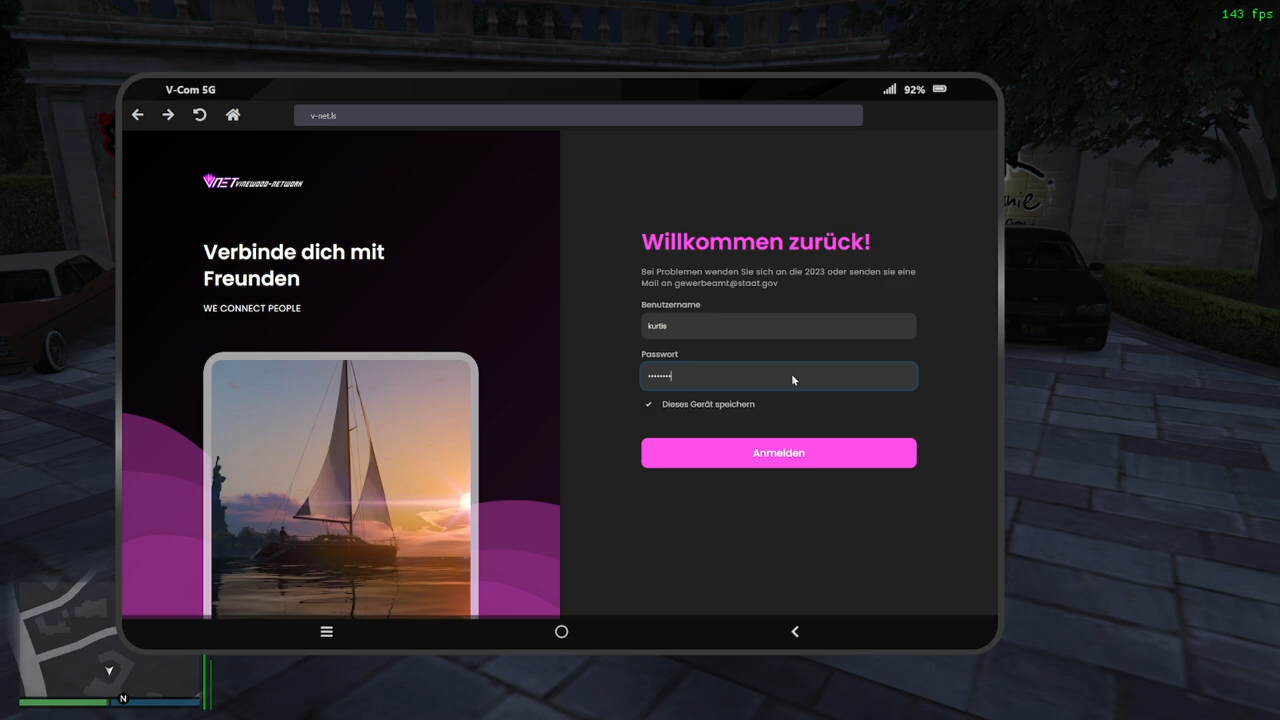 143 fps
V-Com 5G
92%
v-net.ls
VNET VINEWOOD-NETWORK
Verbinde dich mit
Freunden
WE CONNECT PEOPLE
Willkommen zurück!
Bei Problemen wenden Sie sich an die 2023 oder senden sie eine
Mail an gewerbeamt@staat.gov
Benutzername
kurtis
Passwort
••••••••
Dieses Gerät speichern
Anmelden
N